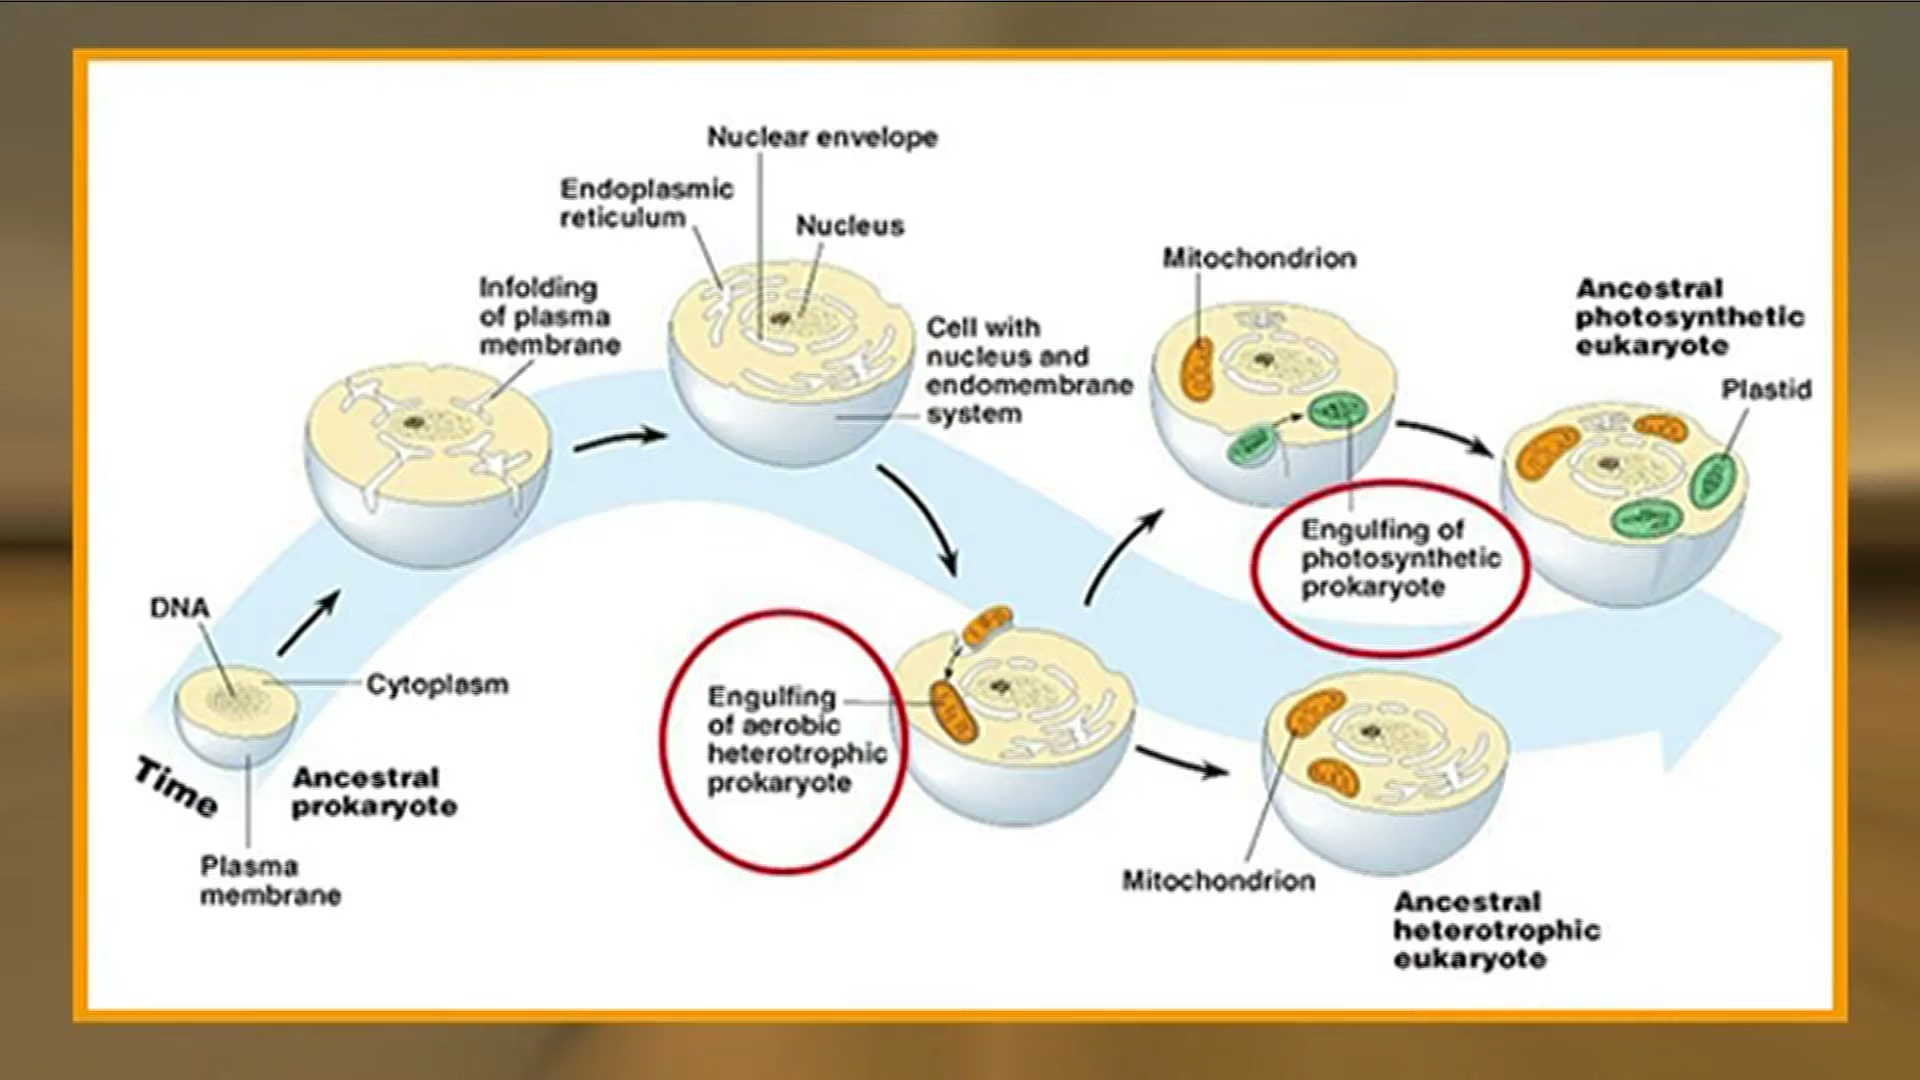 Nuclear envelope
Endoplasmic
reticulum
Nucleus
Infolding
of plasma
membrane
Cell with
nucleus and
endomembrane
system
Mitochondrion
Ancestral
photosynthetic
eukaryote
Plastid
Engulfing of
photosynthetic
prokaryote
DNA
Cytoplasm
Time
Ancestral
prokaryote
Plasma
membrane
Engulfing
of aerobic
heterotrophic
prokaryote
Mitochondrion
Ancestral
heterotrophic
eukaryote